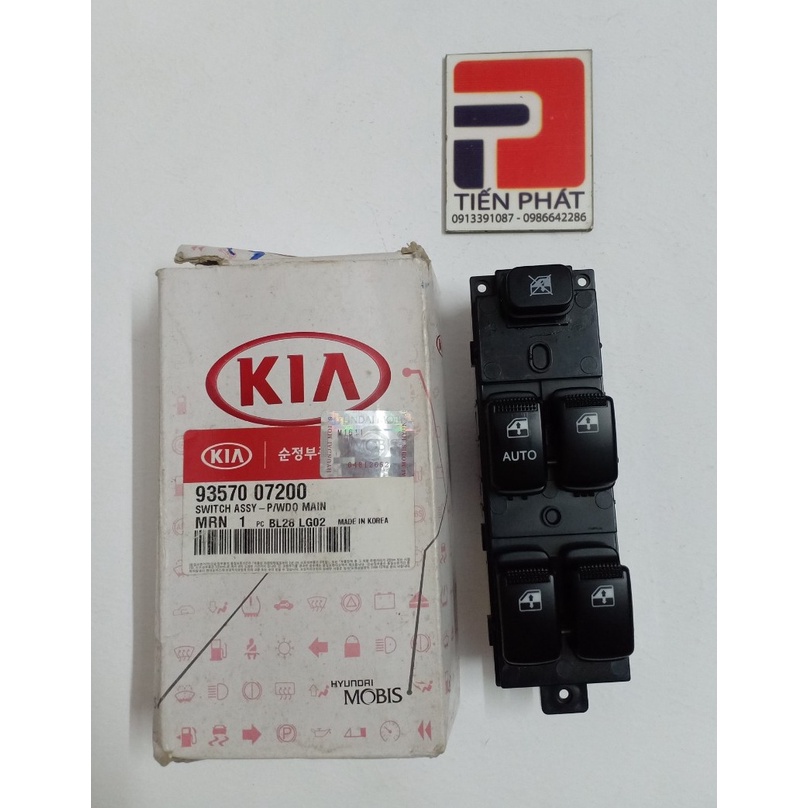 TIẾN PHÁT
0913391087 - 0986642286
KIA
KIA
순정부
93570 07200
SWITCH ASSY-P/WDO MAIN
MRN 1 PC BL28 LG02 MADE IN KOREA
HYUNDAI
MOBIS
AUTO